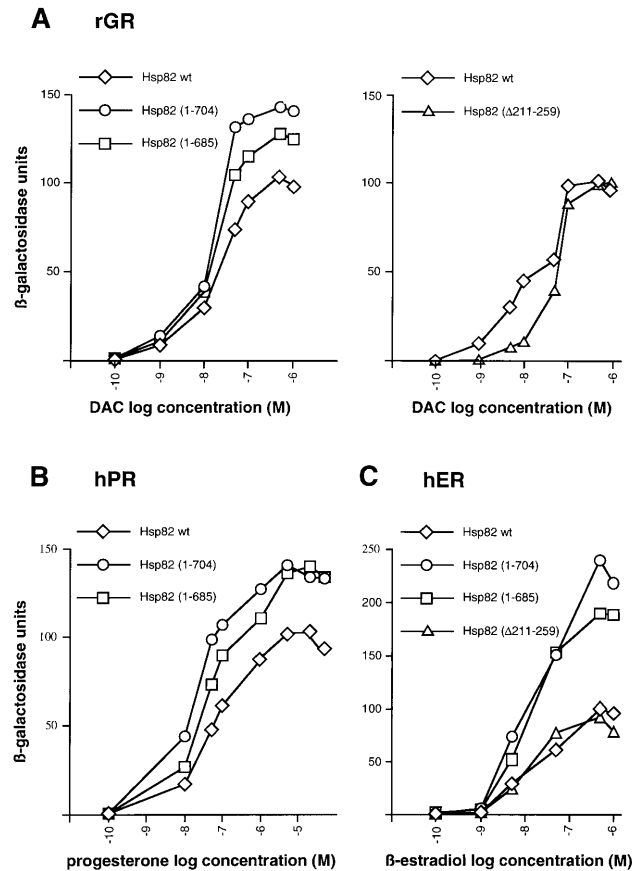 A rGR
Hsp82 wt
Hsp82 (1-704)
Hsp82 (1-685)
ß-galactosidase units
150
100
50
-10 -9 -8 -7 -6
DAC log concentration (M)
Hsp82 wt
Hsp82 (Δ211-259)
150
100
50
-10 -9 -8 -7 -6
DAC log concentration (M)
B hPR
Hsp82 wt
Hsp82 (1-704)
Hsp82 (1-685)
ß-galactosidase units
150
100
50
-10 -9 -8 -7 -6 -5
progesterone log concentration (M)
C hER
Hsp82 wt
Hsp82 (1-704)
Hsp82 (1-685)
Hsp82 (Δ211-259)
250
200
150
100
50
-10 -9 -8 -7 -6
ß-estradiol log concentration (M)